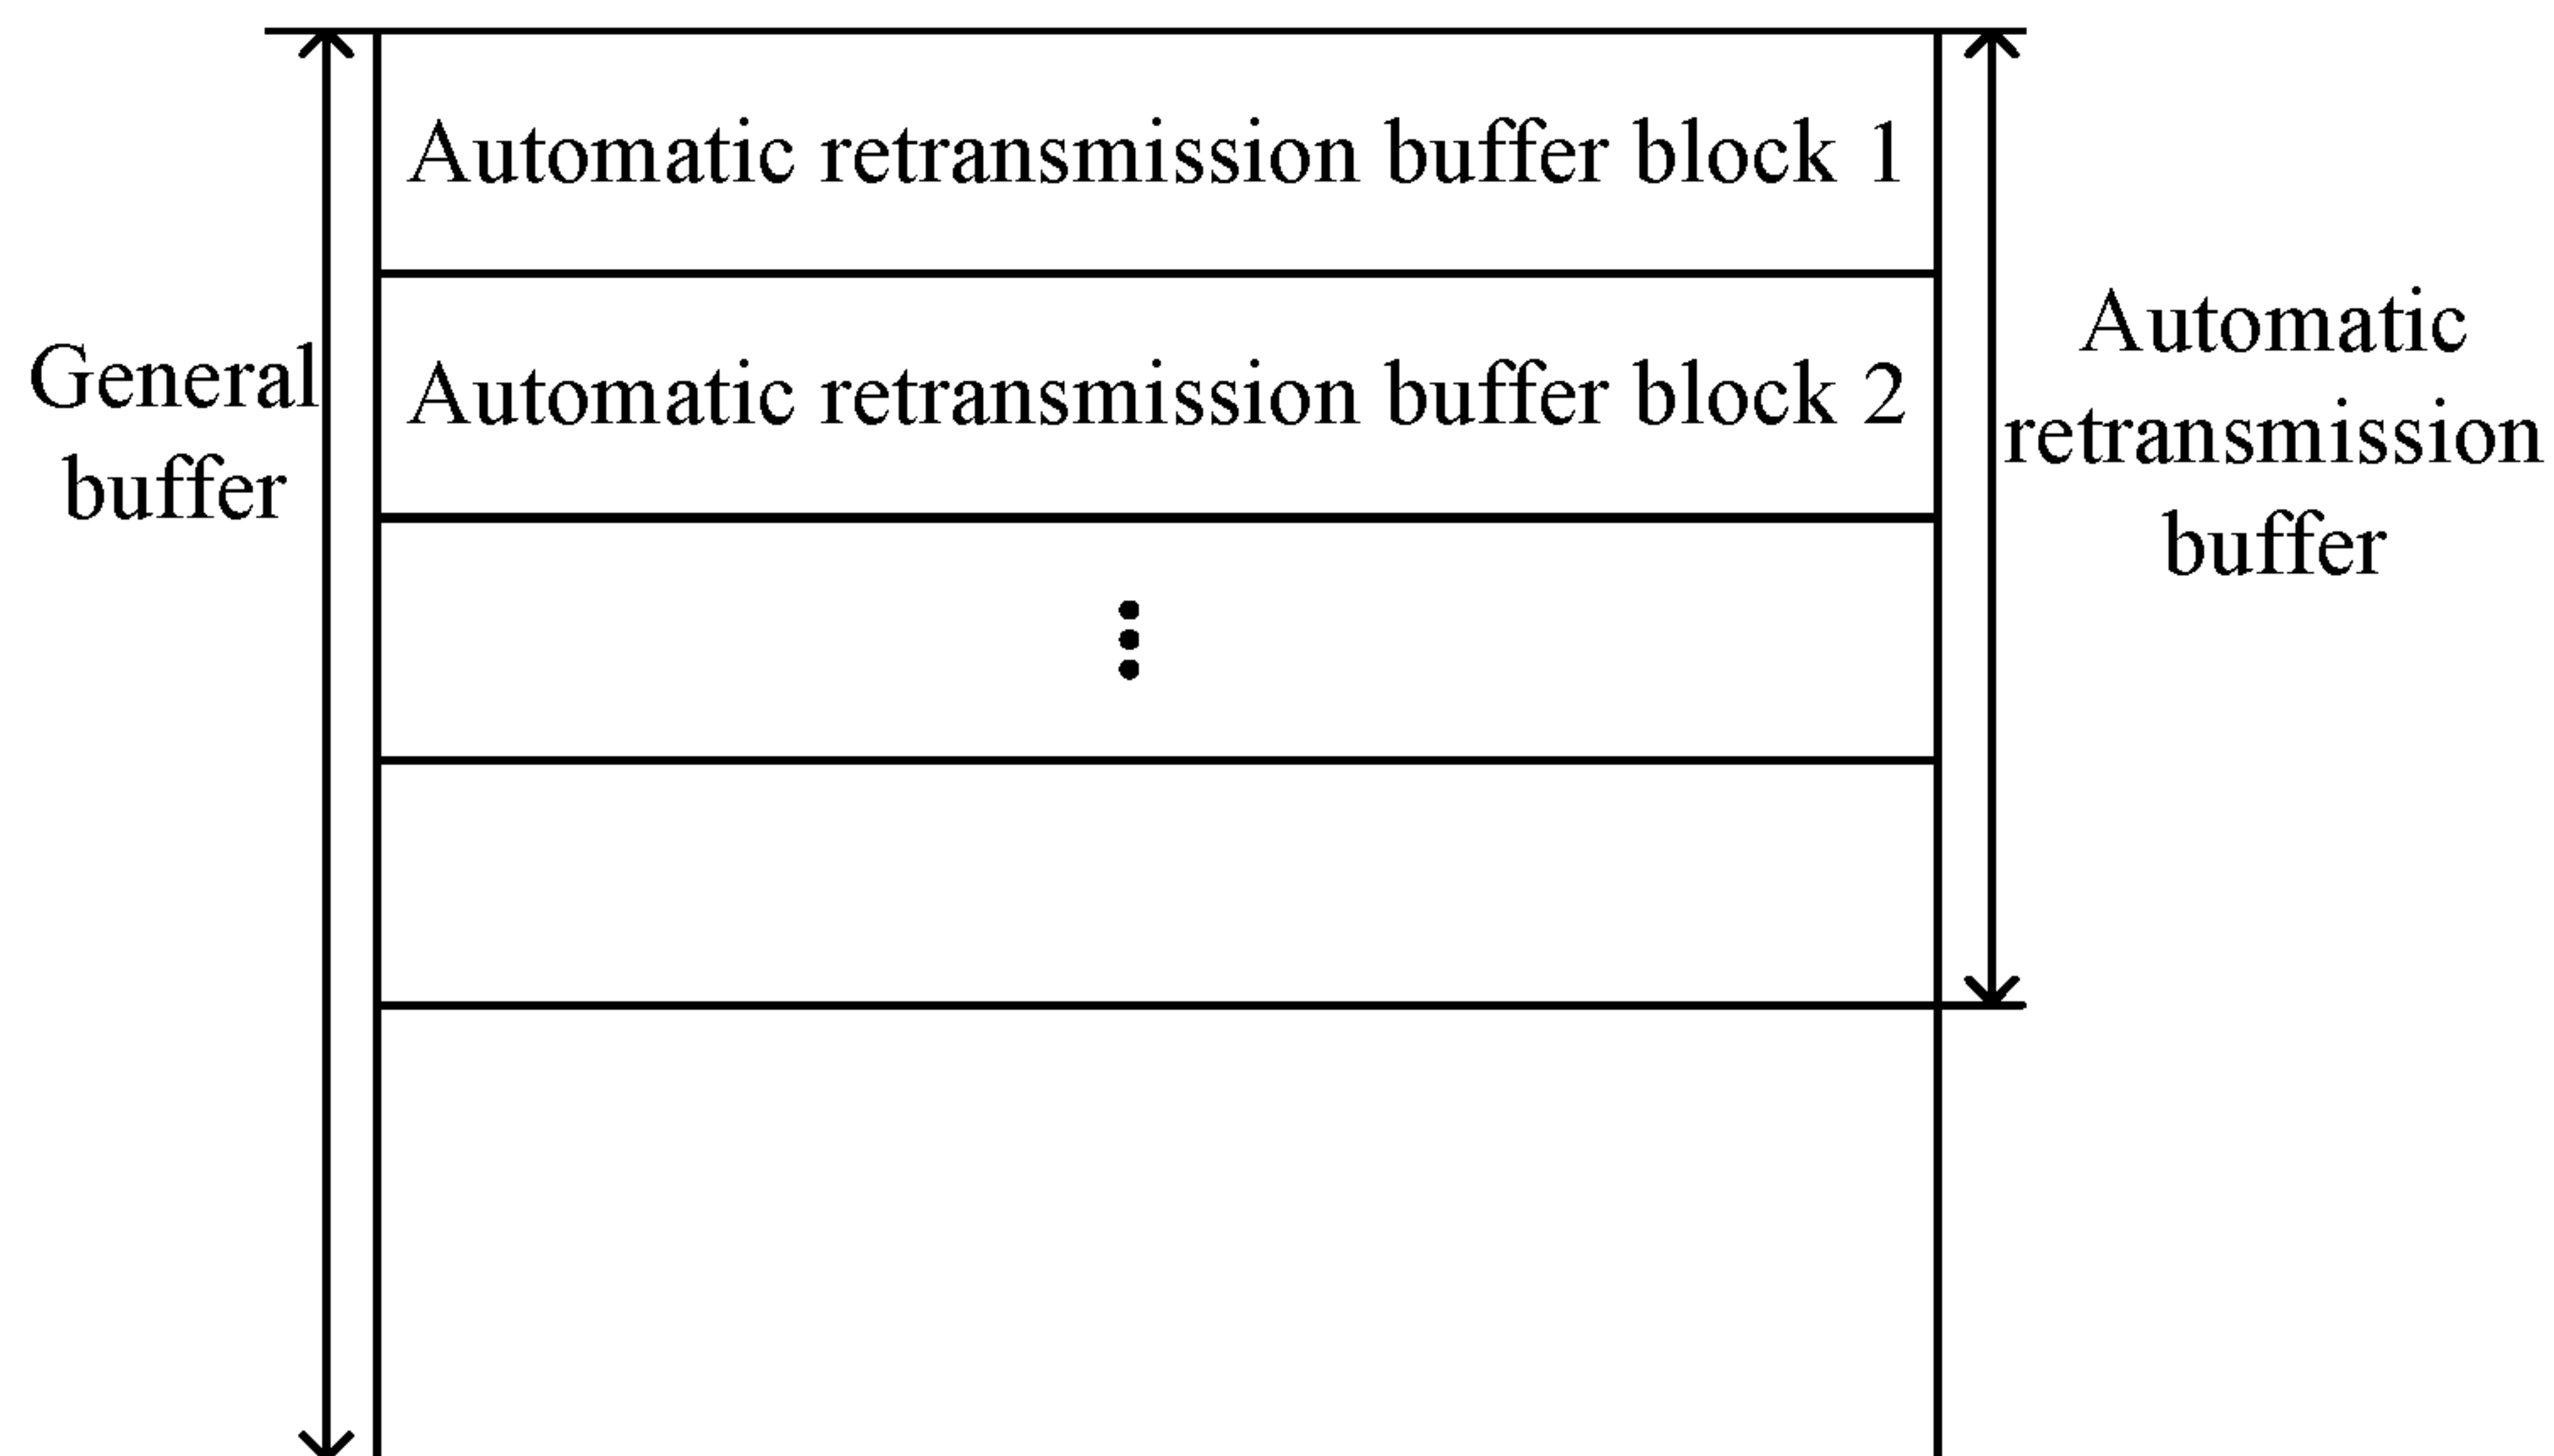 Automatic retransmission buffer block 1
General
buffer
Automatic retransmission buffer block 2
Automatic
retransmission
buffer